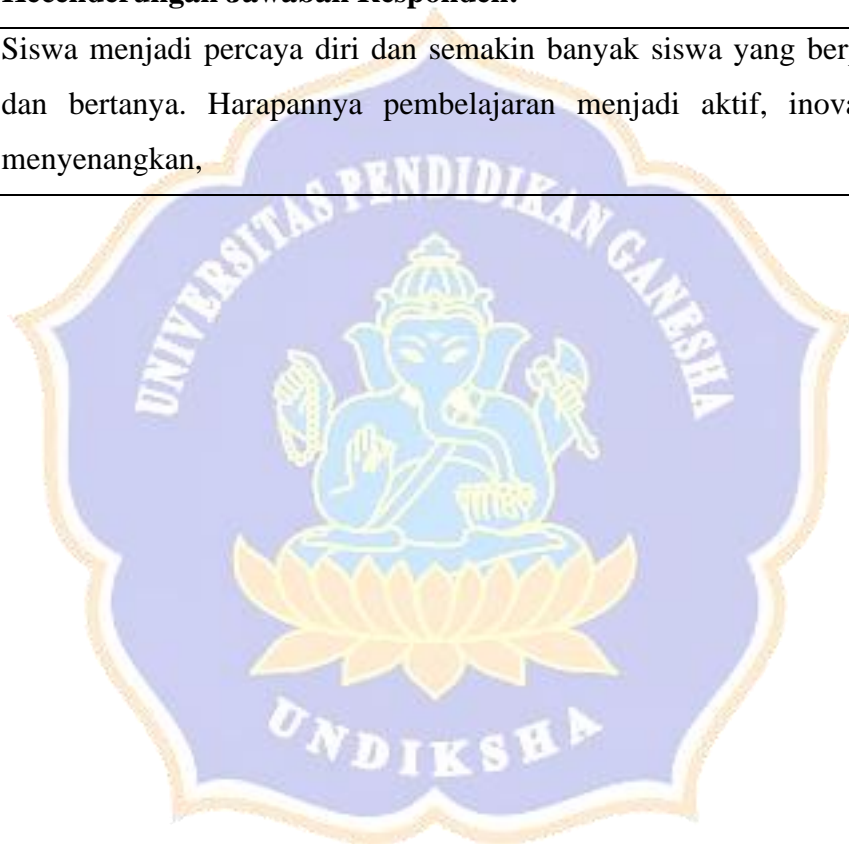 Kecenderungan Jawaban Responden:
Siswa menjadi percaya diri dan semakin banyak siswa yang
dan bertanya. Harapannya pembelajaran menjadi aktif,
menyenangkan,
UNIVERSITAS PENDIDIKAN GANESHA
UNDIKSHA